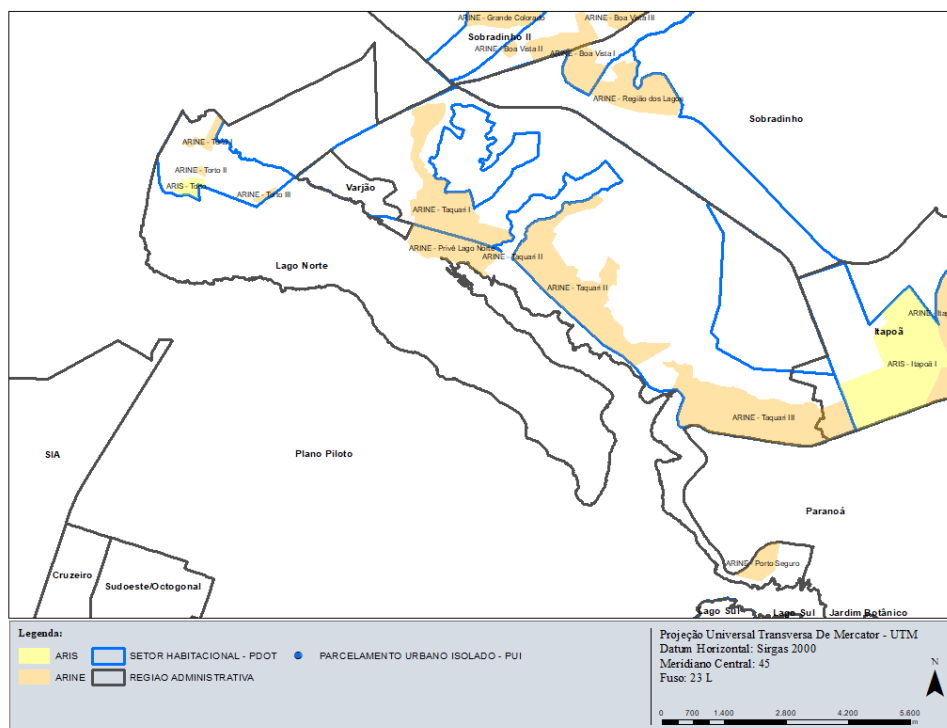 ARINE - Grande Colorado
ARINE - Boa Vista III
Sobradinho II
ARINE - Boa Vista II
ARINE - Boa Vista I
ARINE - Região dos Lagos
Sobradinho
ARINE - Torto I
ARINE - Torto II
ARIS - Torto
ARINE - Torto III
Varjão
ARINE - Taquari I
ARINE - Privê Lago Norte
ARINE - Taquari II
Lago Norte
ARINE - Taquari II
ARINE - Ita
Itapoã
ARIS - Itapoã I
ARINE - Taquari III
SIA
Plano Piloto
Paranoá
ARINE - Porto Seguro
Cruzeiro
Sudoeste/Octogonal
Lago Sul
Lago Sul
Jardim Botânico
Legenda:
ARIS
SETOR HABITACIONAL - PDOT
PARCELAMENTO URBANO ISOLADO - PUI
ARINE
REGIAO ADMINISTRATIVA
Projeção Universal Transversa De Mercator - UTM
Datum Horizontal: Sirgas 2000
Meridiano Central: 45
Fuso: 23 L
N
0 700 1.400 2.800 4.200 5.600
m